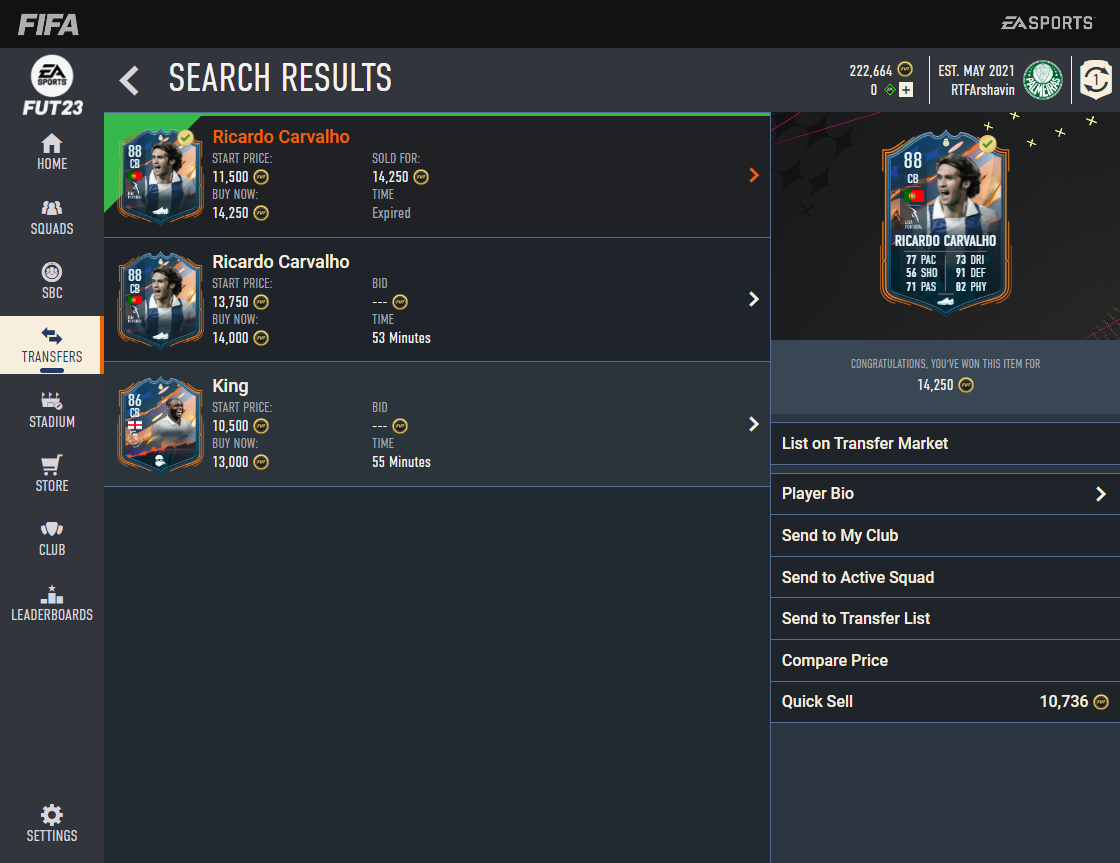 FIFA
EA SPORTS
EA SPORTS
FUT23
SEARCH RESULTS
222,664
0
EST. MAY 2021
RTFArshavin
PALMEIRAS
1
HOME
SQUADS
SBC
TRANSFERS
STADIUM
STORE
CLUB
LEADERBOARDS
SETTINGS
88
CB
Ricardo Carvalho
START PRICE:
11,500
BUY NOW:
14,250
SOLD FOR:
14,250
TIME
Expired
88
CB
Ricardo Carvalho
START PRICE:
13,750
BUY NOW:
14,000
BID
---
TIME
53 Minutes
86
CB
King
START PRICE:
10,500
BUY NOW:
13,000
BID
---
TIME
55 Minutes
88
CB
LIGA
PORTUGAL
RICARDO CARVALHO
77 PAC 73 DRI
56 SHO 91 DEF
71 PAS 82 PHY
CONGRATULATIONS, YOU'VE WON THIS ITEM FOR
14,250
List on Transfer Market
Player Bio
Send to My Club
Send to Active Squad
Send to Transfer List
Compare Price
Quick Sell 10,736